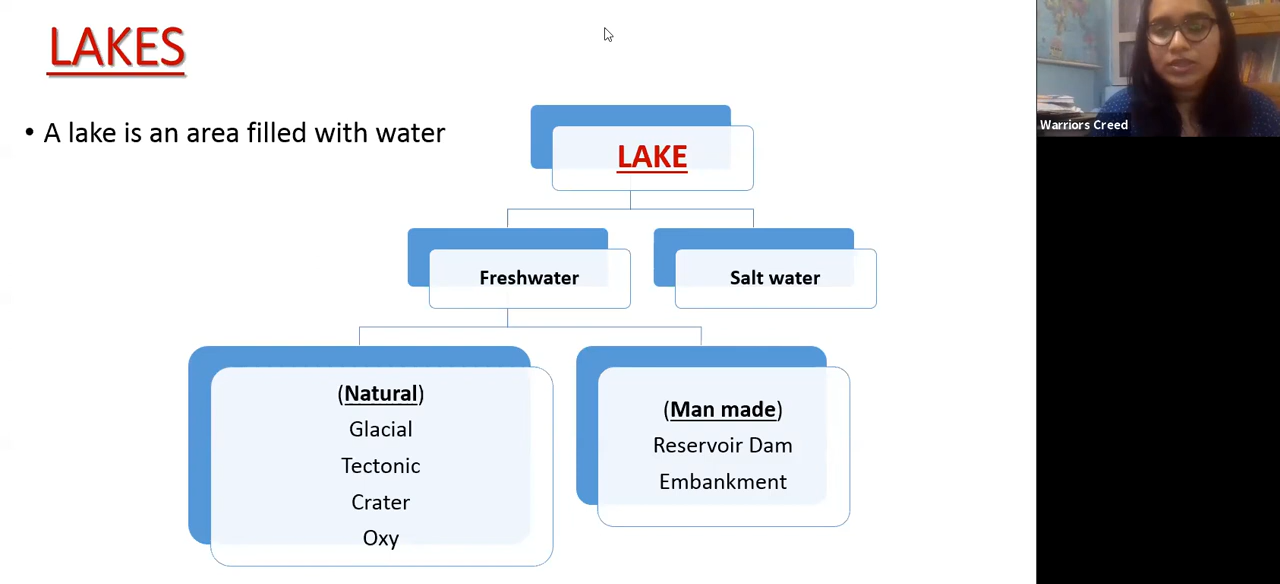 LAKES
• A lake is an area filled with water
LAKE
Freshwater
Salt water
(Natural)
Glacial
Tectonic
Crater
Oxy
(Man made)
Reservoir Dam
Embankment
Warriors Creed